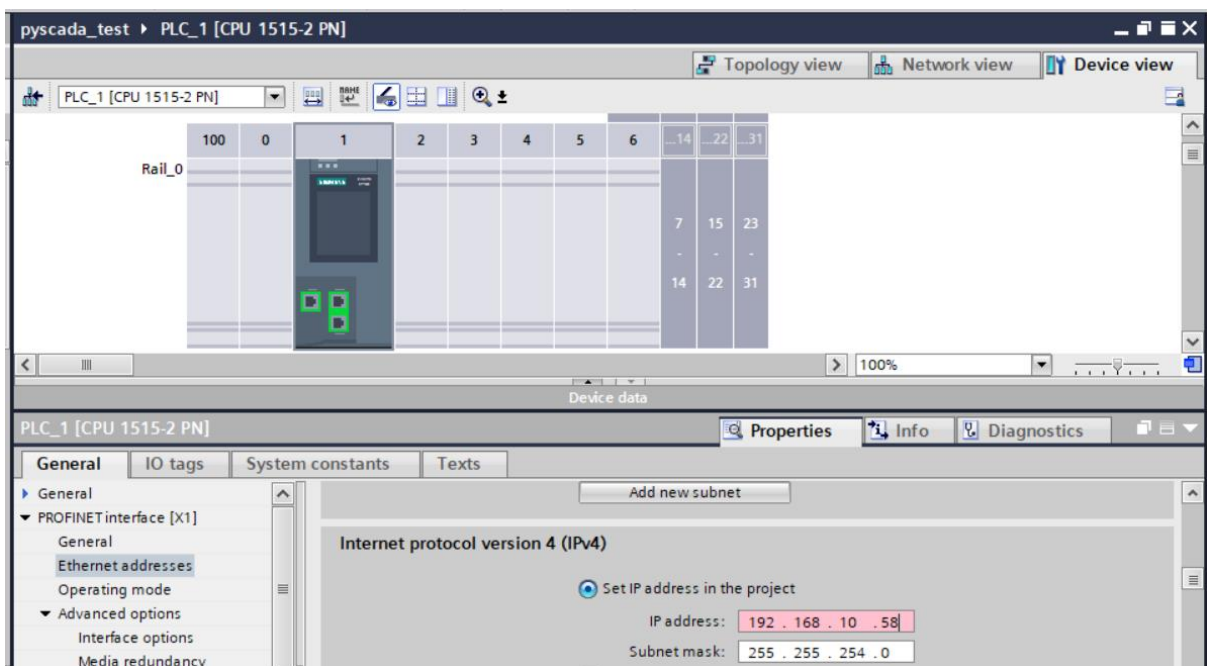 pyscada_test ▸ PLC_1 [CPU 1515-2 PN]
Topology view Network view Device view
PLC_1 [CPU 1515-2 PN]
100 0 1 2 3 4 5 6 ...14 ...22 ...31
Rail_0
SIEMENS
7 15 23
- - -
14 22 31
100%
Device data
PLC_1 [CPU 1515-2 PN]
Properties Info Diagnostics
General IO tags System constants Texts
General
Add new subnet
PROFINET interface [X1]
General
Internet protocol version 4 (IPv4)
Ethernet addresses
Operating mode
Set IP address in the project
Advanced options
IP address: 192 . 168 . 10 .58
Interface options
Subnet mask: 255 . 255 . 254 .0
Media redundancy